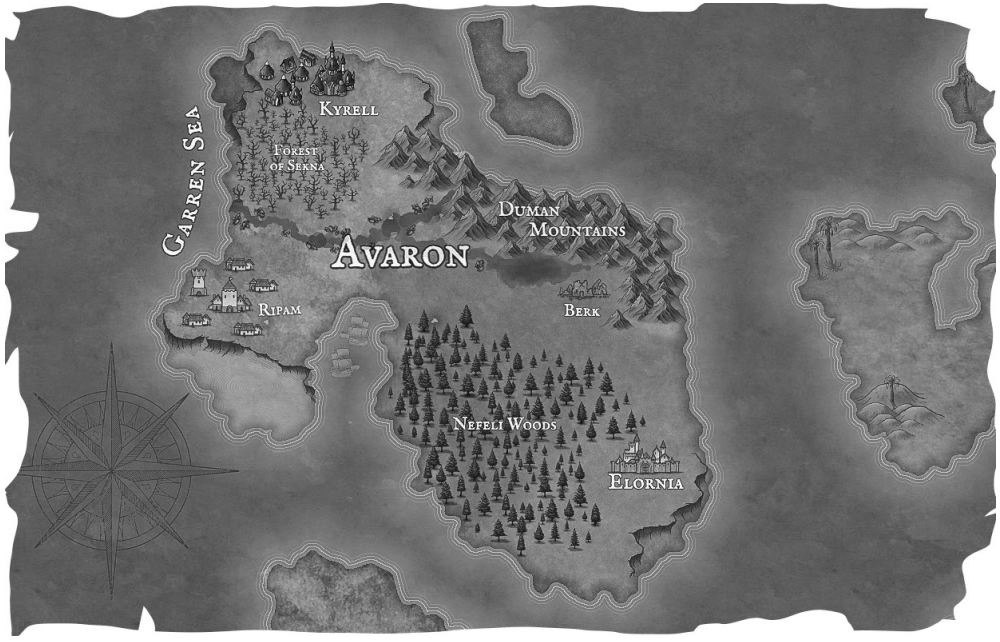 Kyrell
Forest
of Sekna
Garren Sea
Duman
Mountains
Avaron
Ripam
Berk
Nefeli Woods
Elornia